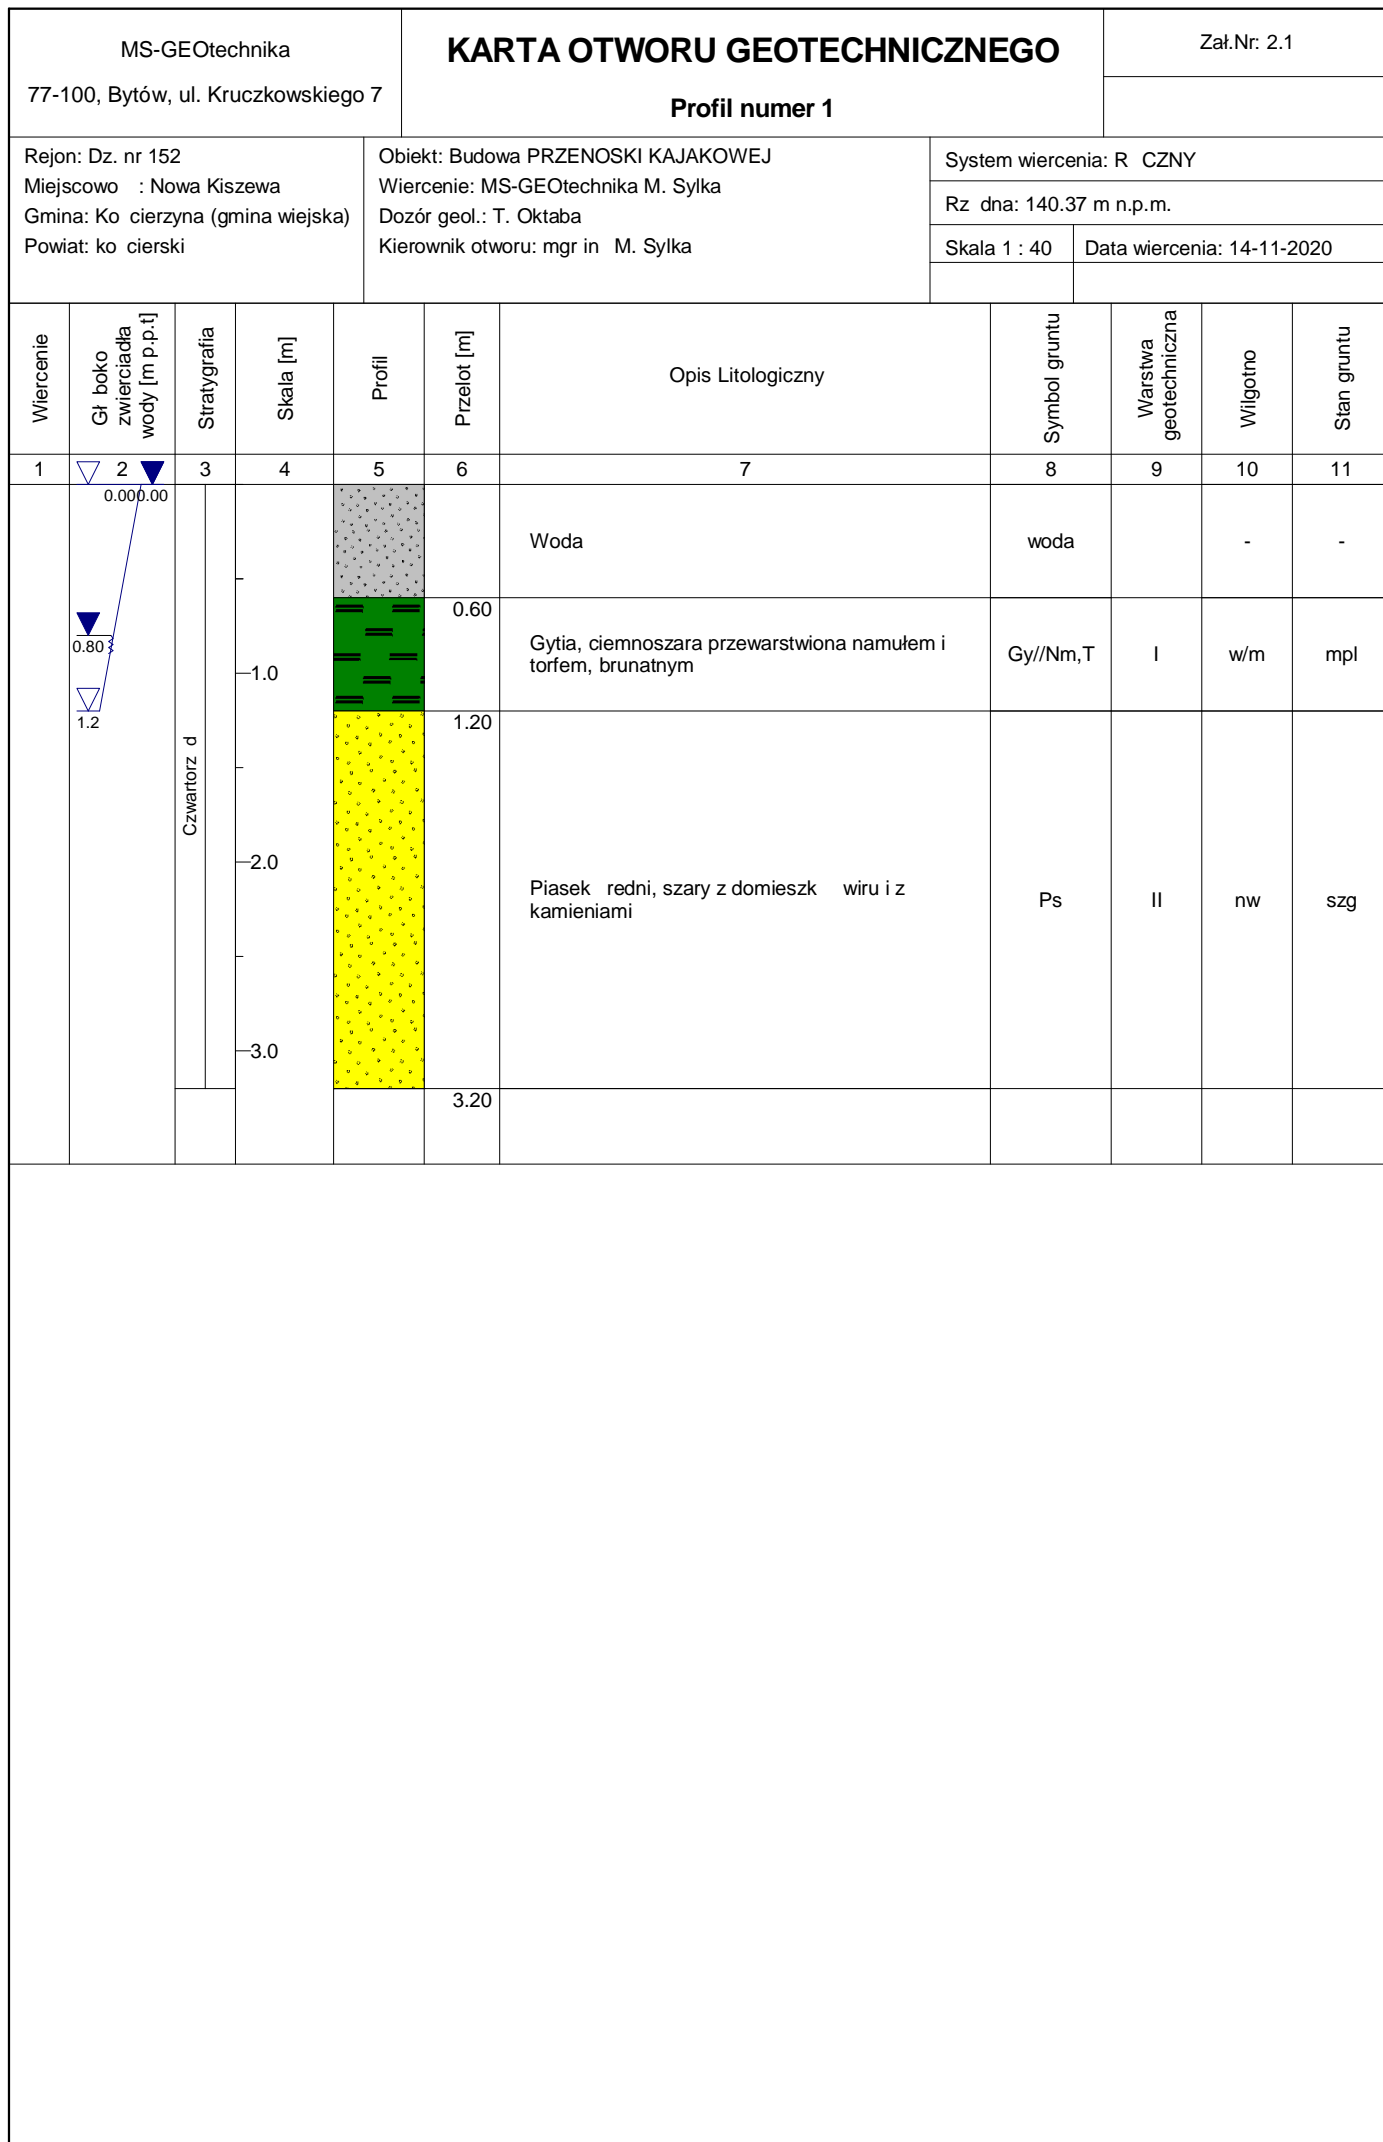 MS-GEOtechnika
77-100, Bytów, ul. Kruczkowskiego 7
KARTA OTWORU GEOTECHNICZNEGO
Profil numer 1
Zał.Nr: 2.1
Rejon: Dz. nr 152
Miejscowo : Nowa Kiszewa
Gmina: Ko cierzyna (gmina wiejska)
Powiat: ko cierski
Obiekt: Budowa PRZENOSKI KAJAKOWEJ
Wiercenie: MS-GEOtechnika M. Sylka
Dozór geol.: T. Oktaba
Kierownik otworu: mgr in M. Sylka
System wiercenia: R CZNY
Rz dna: 140.37 m n.p.m.
Skala 1 : 40
Data wiercenia: 14-11-2020
Wiercenie
Gł boko
zwierciadła
wody [m p.p.t]
Stratygrafia
Skala [m]
Profil
Przelot [m]
Opis Litologiczny
Symbol gruntu
Warstwa
geotechniczna
Wilgotno
Stan gruntu
1 2 3 4 5 6 7 8 9 10 11
0.000.00
Woda
woda
-
-
0.60
0.80
Gytia, ciemnoszara przewarstwiona namułem i
torfem, brunatnym
Gy//Nm,T
I
w/m
mpl
1.0
1.2
1.20
Czwartorz d
2.0
Piasek redni, szary z domieszk wiru i z
kamieniami
Ps
II
nw
szg
3.0
3.20